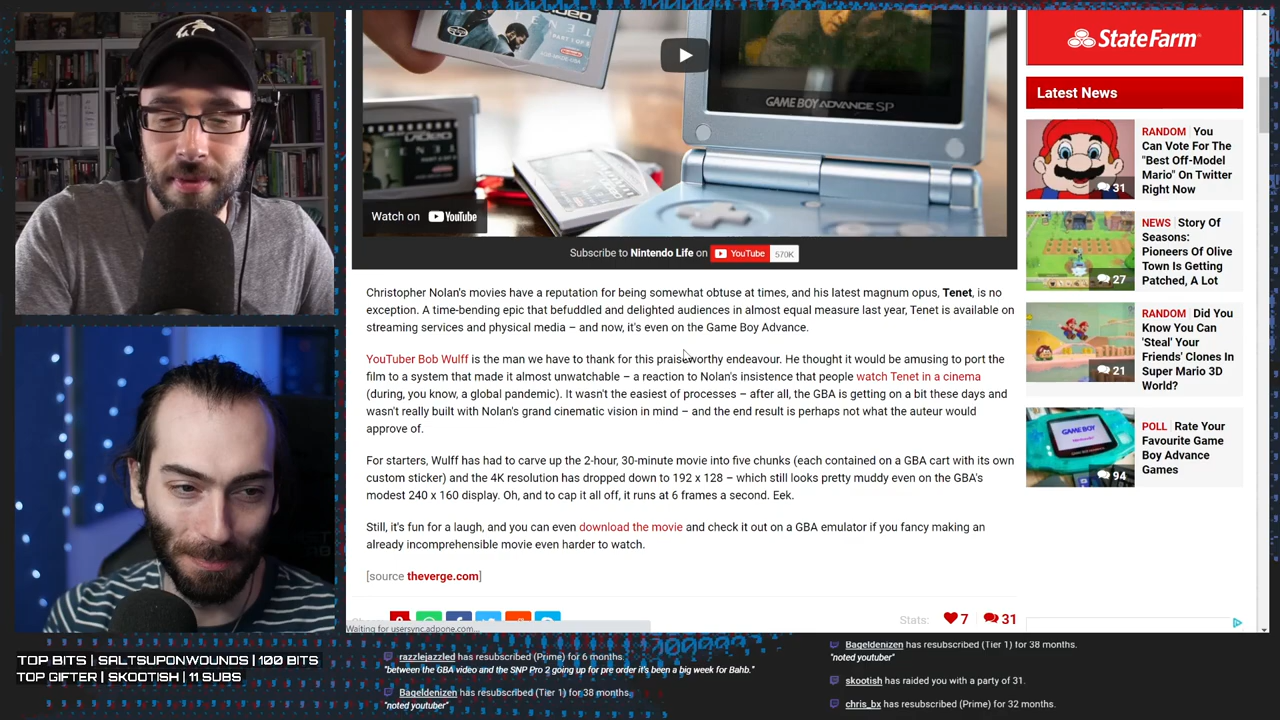 GAME BOY ADVANCE SP
Watch on YouTube
Subscribe to Nintendo Life on YouTube 570K
Christopher Nolan's movies have a reputation for being somewhat obtuse at times, and his latest magnum opus, Tenet, is no
exception. A time-bending epic that befuddled and delighted audiences in almost equal measure last year, Tenet is available on
streaming services and physical media – and now, it's even on the Game Boy Advance.
YouTuber Bob Wulff is the man we have to thank for this praiseworthy endeavour. He thought it would be amusing to port the
film to a system that made it almost unwatchable – a reaction to Nolan's insistence that people watch Tenet in a cinema
(during, you know, a global pandemic). It wasn't the easiest of processes – after all, the GBA is getting on a bit these days and
wasn't really built with Nolan's grand cinematic vision in mind – and the end result is perhaps not what the auteur would
approve of.
For starters, Wulff has had to carve up the 2-hour, 30-minute movie into five chunks (each contained on a GBA cart with its own
custom sticker) and the 4K resolution has dropped down to 192 x 128 – which still looks pretty muddy even on the GBA's
modest 240 x 160 display. Oh, and to cap it all off, it runs at 6 frames a second. Eek.
Still, it's fun for a laugh, and you can even download the movie and check it out on a GBA emulator if you fancy making an
already incomprehensible movie even harder to watch.
[source theverge.com]
Stats: 7 31
Waiting for usersync.adpone.com...
StateFarm
Latest News
RANDOM You
Can Vote For The
"Best Off-Model
Mario" On Twitter
Right Now
31
NEWS Story Of
Seasons:
Pioneers Of Olive
Town Is Getting
Patched, A Lot
27
RANDOM Did
You Know You Can
'Steal' Your
Friends' Clones In
Super Mario 3D
World?
21
POLL Rate Your
Favourite Game
Boy Advance
Games
94
TOP BITS | SALTSUPONWOUNDS | 100 BITS
TOP GIFTER | SKOOTISH | 11 SUBS
razzlejazzled has resubscribed (Prime) for 6 months.
"between the GBA video and the SNP Pro 2 going up for pre order it's been a big week for Bahb."
Bageldenizen has resubscribed (Tier 1) for 38 months.
"noted youtuber"
Bageldenizen has resubscribed (Tier 1) for 38 months.
"noted youtuber"
skootish has raided you with a party of 31.
chris_bx has resubscribed (Prime) for 32 months.